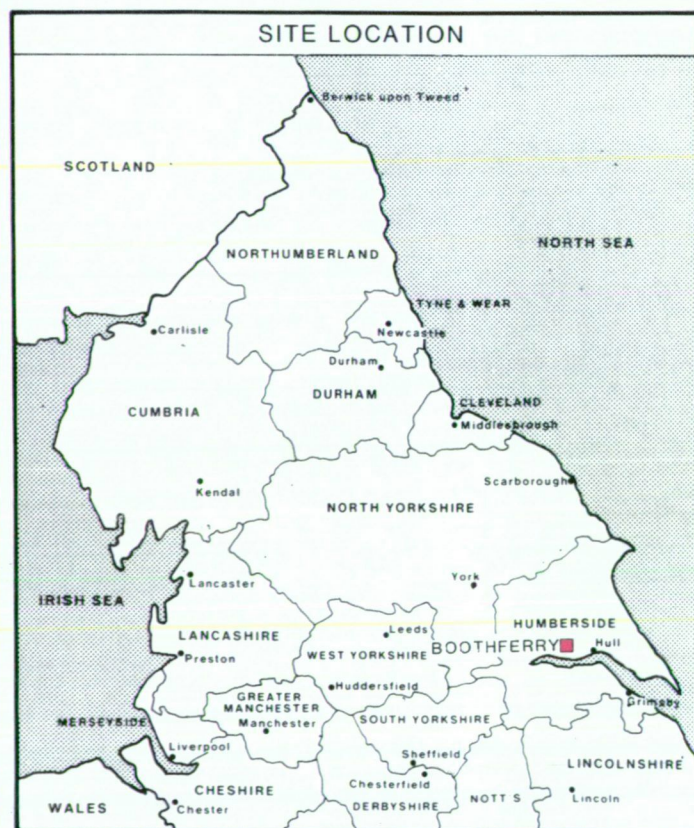 SITE LOCATION
Berwick upon Tweed
SCOTLAND
NORTH SEA
NORTHUMBERLAND
TYNE & WEAR
Carlisle
Newcastle
Durham
DURHAM
CLEVELAND
CUMBRIA
Middlesbrough
Kendal
Scarborough
NORTH YORKSHIRE
Lancaster
York
IRISH SEA
HUMBERSIDE
LANCASHIRE
Leeds
BOOTHFERRY
Hull
WEST YORKSHIRE
Preston
Huddersfield
GREATER
MANCHESTER
Grimsby
MERSEYSIDE
SOUTH YORKSHIRE
Manchester
Liverpool
Sheffield
LINCOLNSHIRE
Chesterfield
CHESHIRE
Lincoln
WALES
Chester
DERBYSHIRE
NOTT S